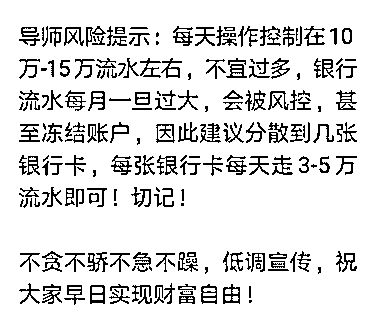 导师风险提示：每天操作控制在10
万-15万流水左右，不宜过多，银行
流水每月一旦过大，会被风控，甚
至冻结账户，因此建议分散到几张
银行卡，每张银行卡每天走3-5万
流水即可！切记！
不贪不骄不急不躁，低调宣传，祝
大家早日实现财富自由！